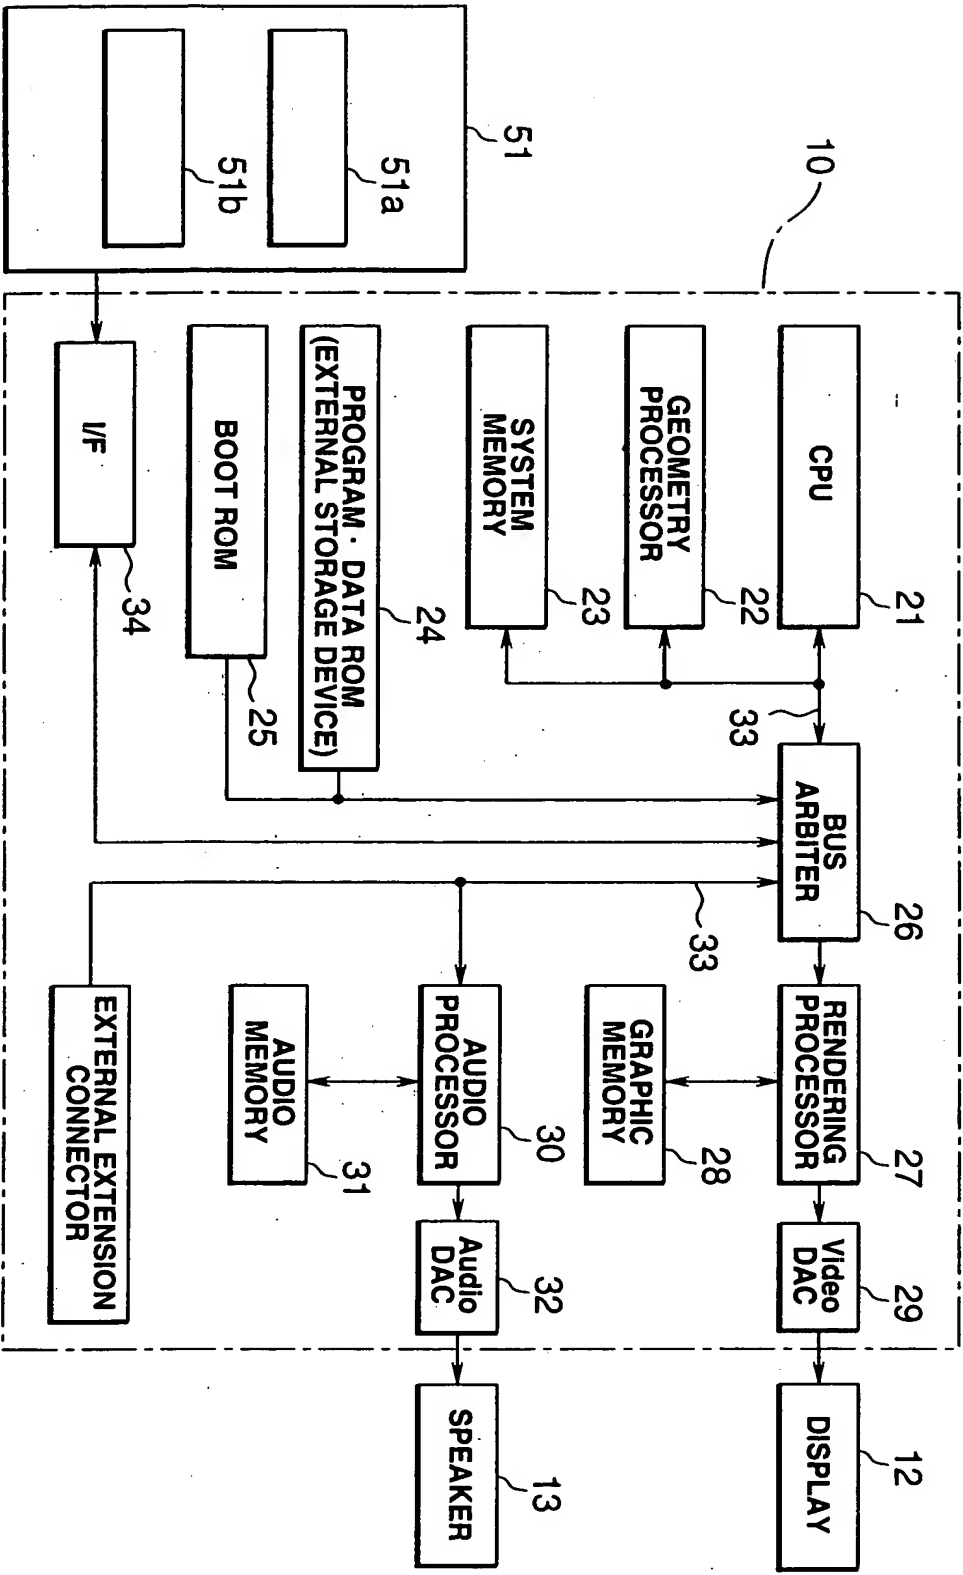 10
CPU
21
GEOMETRY
PROCESSOR
22
SYSTEM
MEMORY
23
PROGRAM · DATA ROM
(EXTERNAL STORAGE DEVICE)
24
BOOT ROM
25
I/F
34
51
51a
51b
33
BUS
ARBITER
26
33
RENDERING
PROCESSOR
27
GRAPHIC
MEMORY
28
AUDIO
PROCESSOR
30
AUDIO
MEMORY
31
EXTERNAL EXTENSION
CONNECTOR
Video
DAC
29
Audio
DAC
32
DISPLAY
12
SPEAKER
13